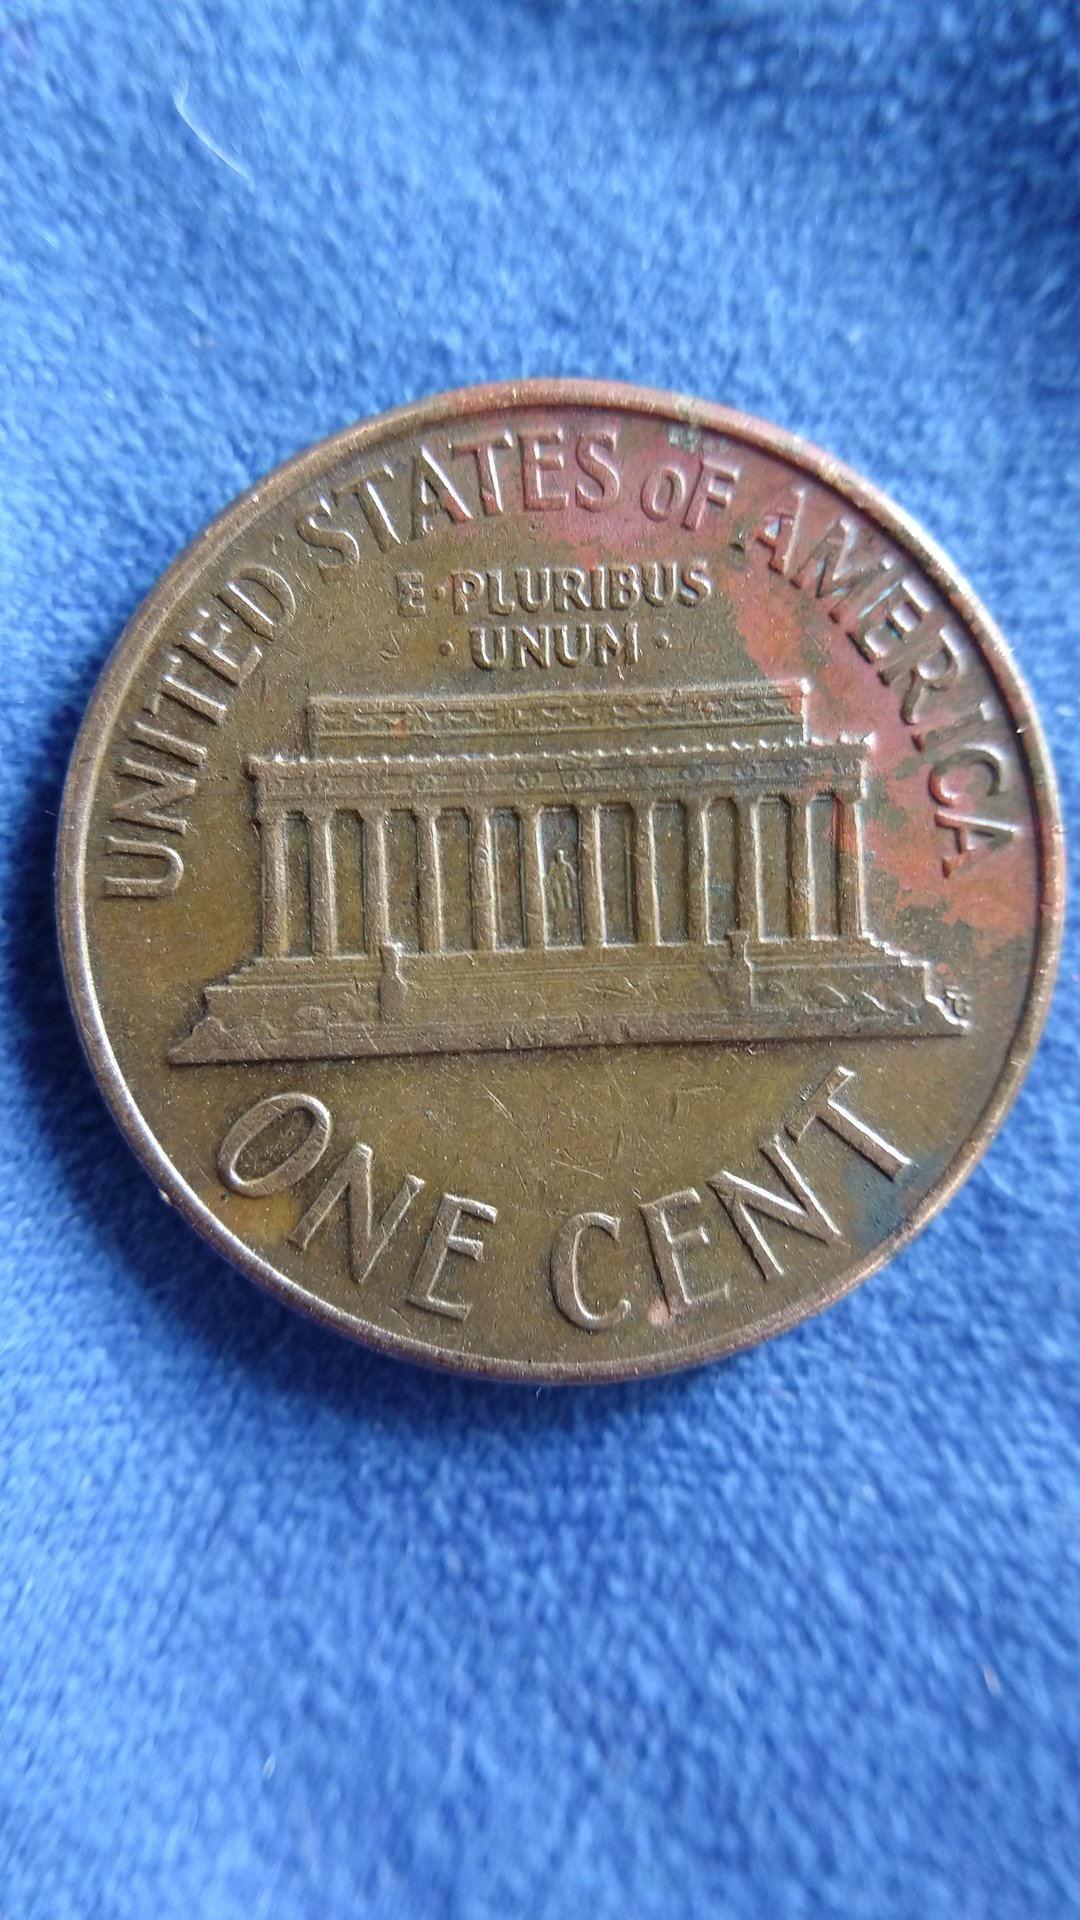 UNITED STATES OF AMERICA
E·PLURIBUS
·UNUM·
ONE CENT